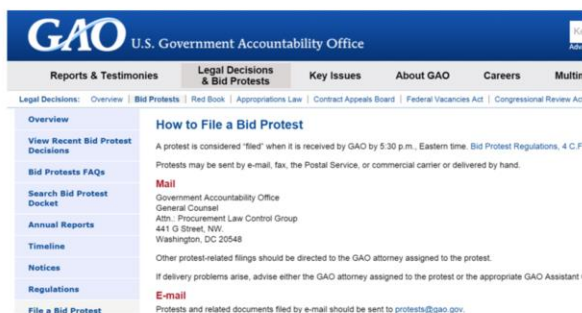 GAO U.S. Government Accountability Office
Reports & Testimonies
Legal Decisions
& Bid Protests
Key Issues
About GAO
Careers
Legal Decisions: Overview | Bid Protests | Red Book | Appropriations Law | Contract Appeals Board | Federal Vacancies Act | Congressional Review
Overview
View Recent Bid Protest
Decisions
Bid Protests FAQs
Search Bid Protest
Docket
Annual Reports
Timeline
Notices
Regulations
File a Bid Protest
How to File a Bid Protest
A protest is considered "filed" when it is received by GAO by 5:30 p.m., Eastern time. Bid Protest Regulations, 4 C.F
Protests may be sent by e-mail, fax, the Postal Service, or commercial carrier or delivered by hand.
Mail
Government Accountability Office
General Counsel
Attn.: Procurement Law Control Group
441 G Street, NW.
Washington, DC 20548
Other protest-related filings should be directed to the GAO attorney assigned to the protest.
If delivery problems arise, advise either the GAO attorney assigned to the protest or the appropriate GAO Assistant
E-mail
Protests and related documents filed by e-mail should be sent to protests@gao.gov.